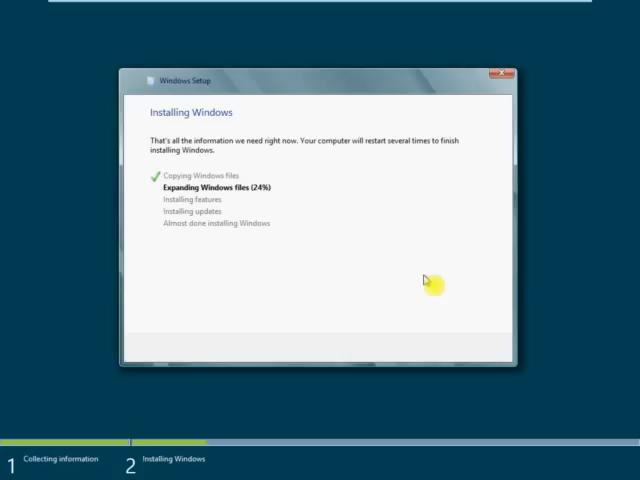 Windows Setup
Installing Windows
That's all the information we need right now. Your computer will restart several times to finish
installing Windows.
Copying Windows files
Expanding Windows files (24%)
Installing features
Installing updates
Almost done installing Windows
1 Collecting information 2 Installing Windows